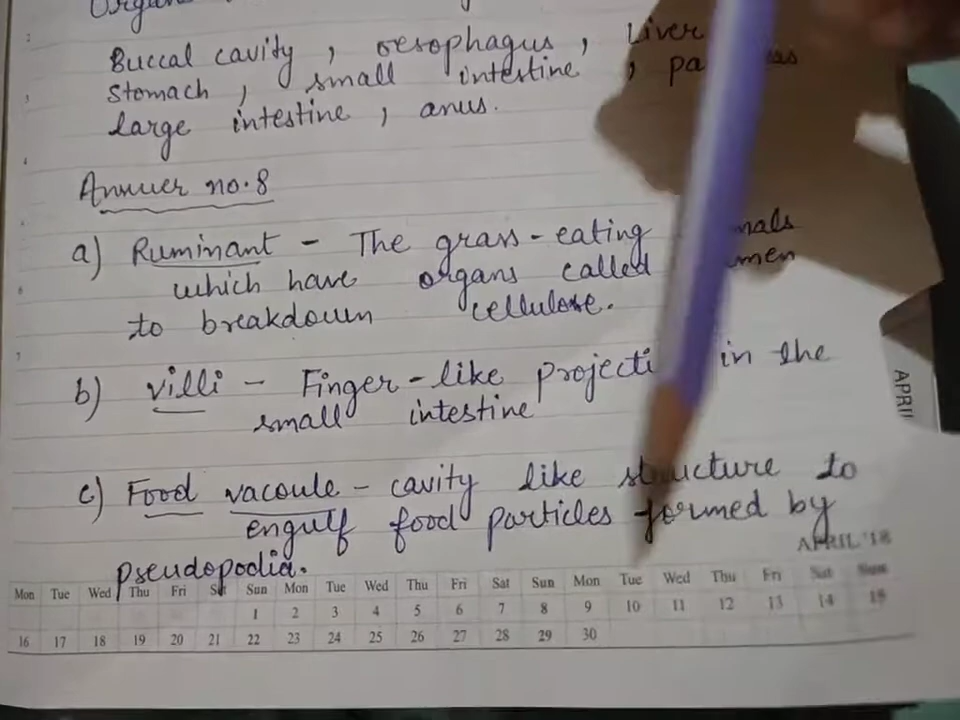 Buccal cavity , oesophagus , Liver
stomach , small intestine , pa as
large intestine , anus.
Answer no.8
a) Ruminant - The grass-eating mals
which have organs called men
to breakdown cellulose.
b) villi - Finger-like projecti in the
small intestine
c) Food vacoule - cavity like structure to
engulf food particles formed by
pseudopodia.
APRIL '18
Mon Tue Wed Thu Fri Sat Sun Mon Tue Wed Thu Fri Sat Sun Mon Tue Wed Thu Fri Sat Sun
1 2 3 4 5 6 7 8 9 10 11 12 13 14 15
16 17 18 19 20 21 22 23 24 25 26 27 28 29 30
APRI